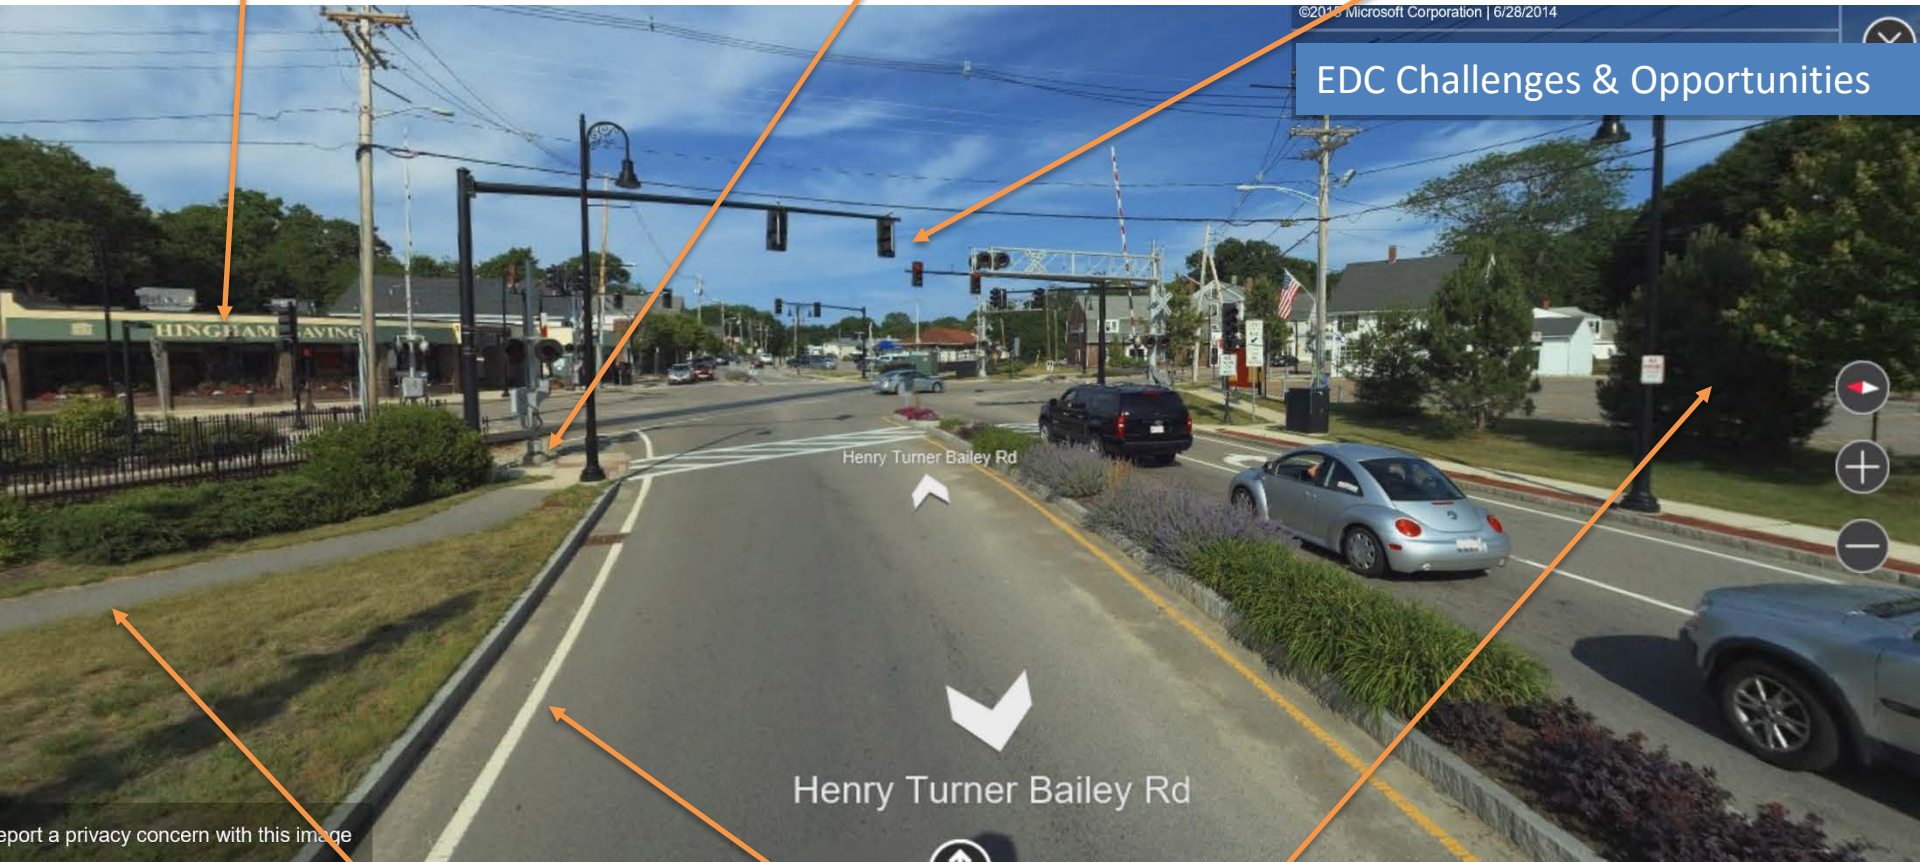 ©2015 Microsoft Corporation | 6/28/2014
EDC Challenges & Opportunities
HINGHAM SAVING
Henry Turner Bailey Rd
Henry Turner Bailey Rd
eport a privacy concern with this image